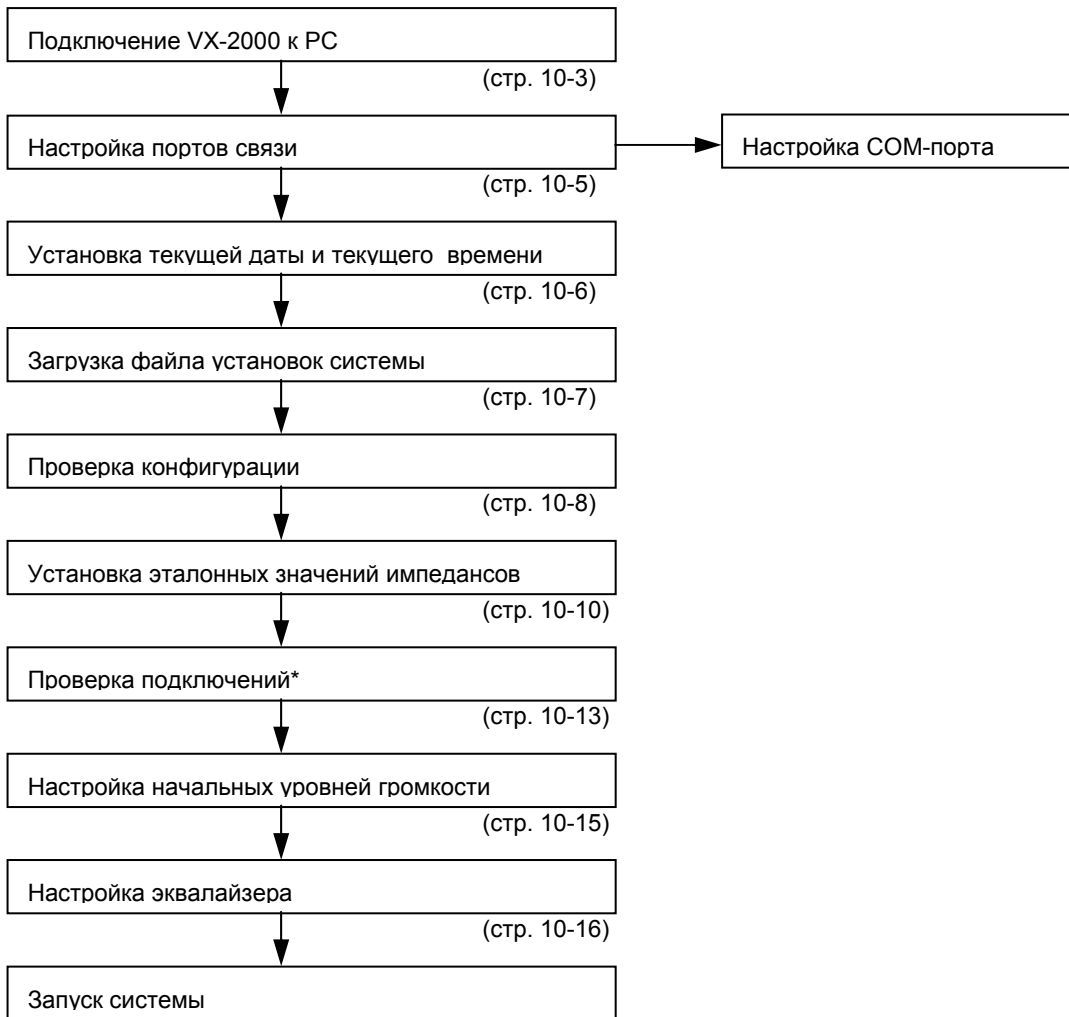 Подключение VX-2000 к PC
(стр. 10-3)
Настройка портов связи
Настройка COM-порта
(стр. 10-5)
Установка текущей даты и текущего времени
(стр. 10-6)
Загрузка файла установок системы
(стр. 10-7)
Проверка конфигурации
(стр. 10-8)
Установка эталонных значений импедансов
(стр. 10-10)
Проверка подключений*
(стр. 10-13)
Настройка начальных уровней громкости
(стр. 10-15)
Настройка эквалайзера
(стр. 10-16)
Запуск системы